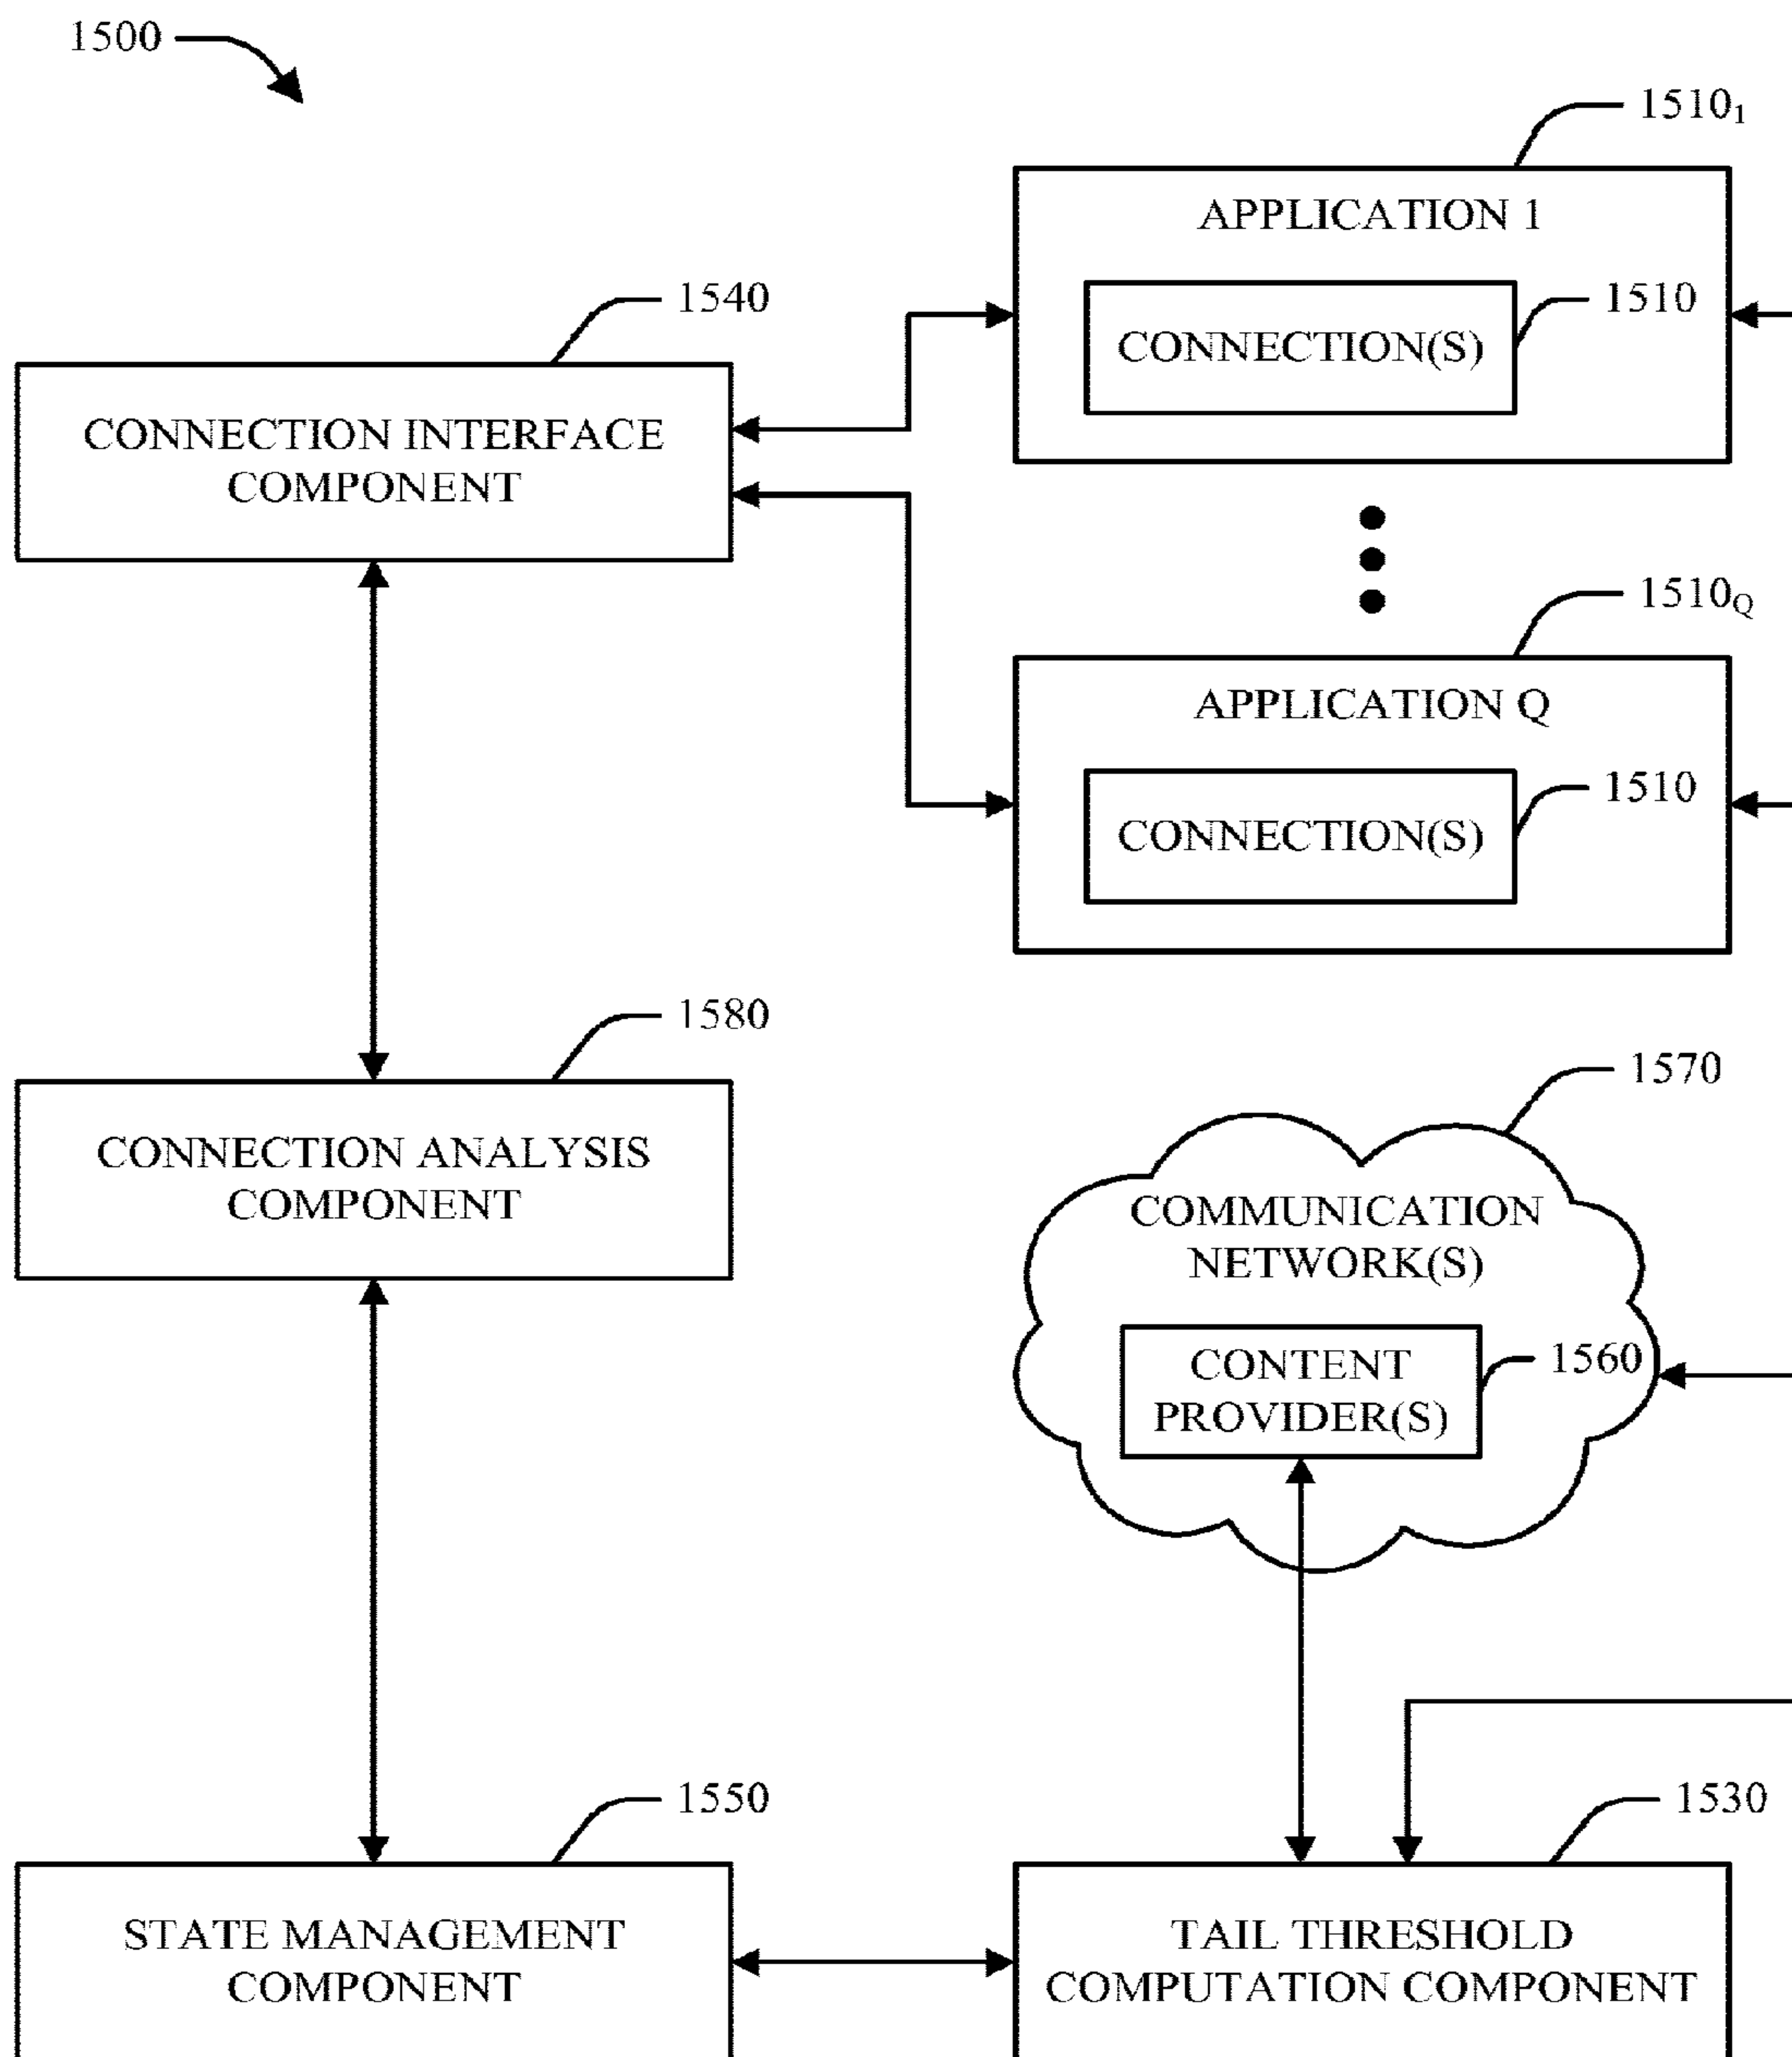 1500
1510₁
APPLICATION 1
1540
1510
CONNECTION(S)
CONNECTION INTERFACE
COMPONENT
1510Q
APPLICATION Q
1510
CONNECTION(S)
1580
1570
CONNECTION ANALYSIS
COMPONENT
COMMUNICATION
NETWORK(S)
1560
CONTENT
PROVIDER(S)
1550
1530
STATE MANAGEMENT
COMPONENT
TAIL THRESHOLD
COMPUTATION COMPONENT